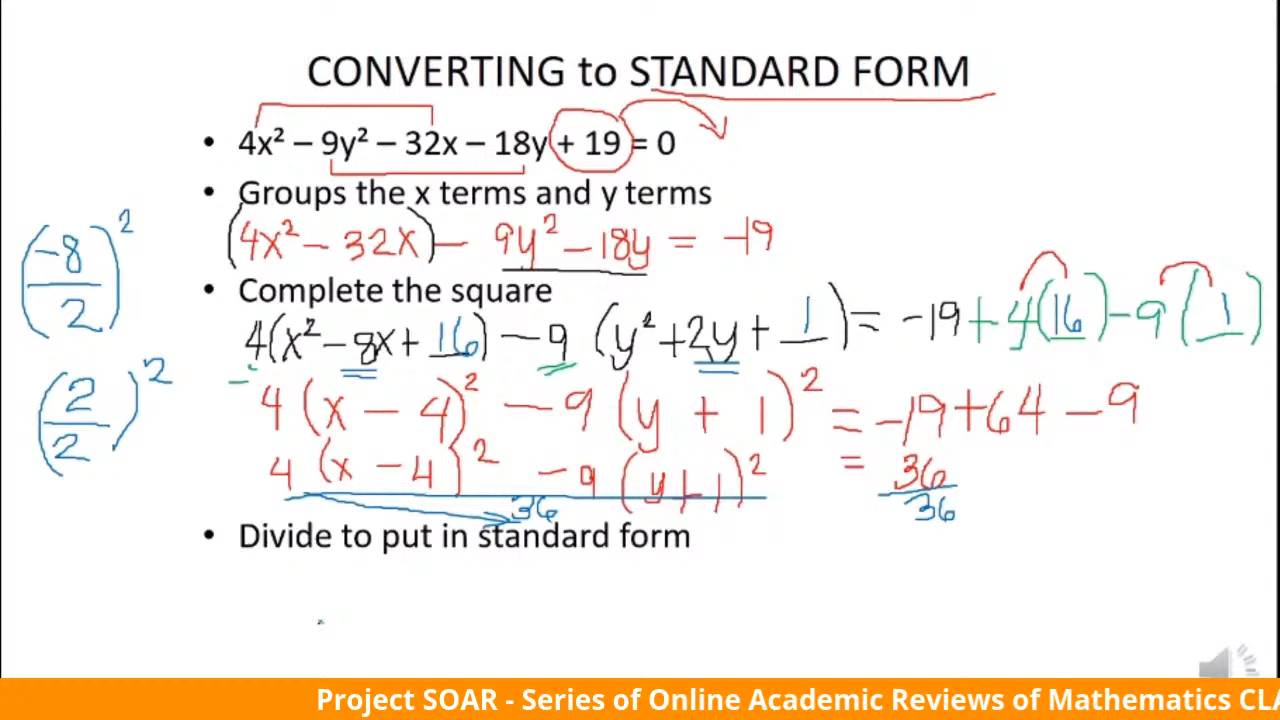 CONVERTING to STANDARD FORM
• 4x² – 9y² – 32x – 18y + 19 = 0
• Groups the x terms and y terms
(4x² – 32x) – 9y² – 18y = -19
(-8/2)²
• Complete the square
4(x² – 8x + 16) – 9 (y² + 2y + 1) = -19 + 4(16) – 9(1)
(2/2)²
4(x – 4)² – 9(y + 1)² = -19 + 64 – 9
4(x – 4)² – 9(y + 1)² = 36
36 36
• Divide to put in standard form
Project SOAR - Series of Online Academic Reviews of Mathematics CLA